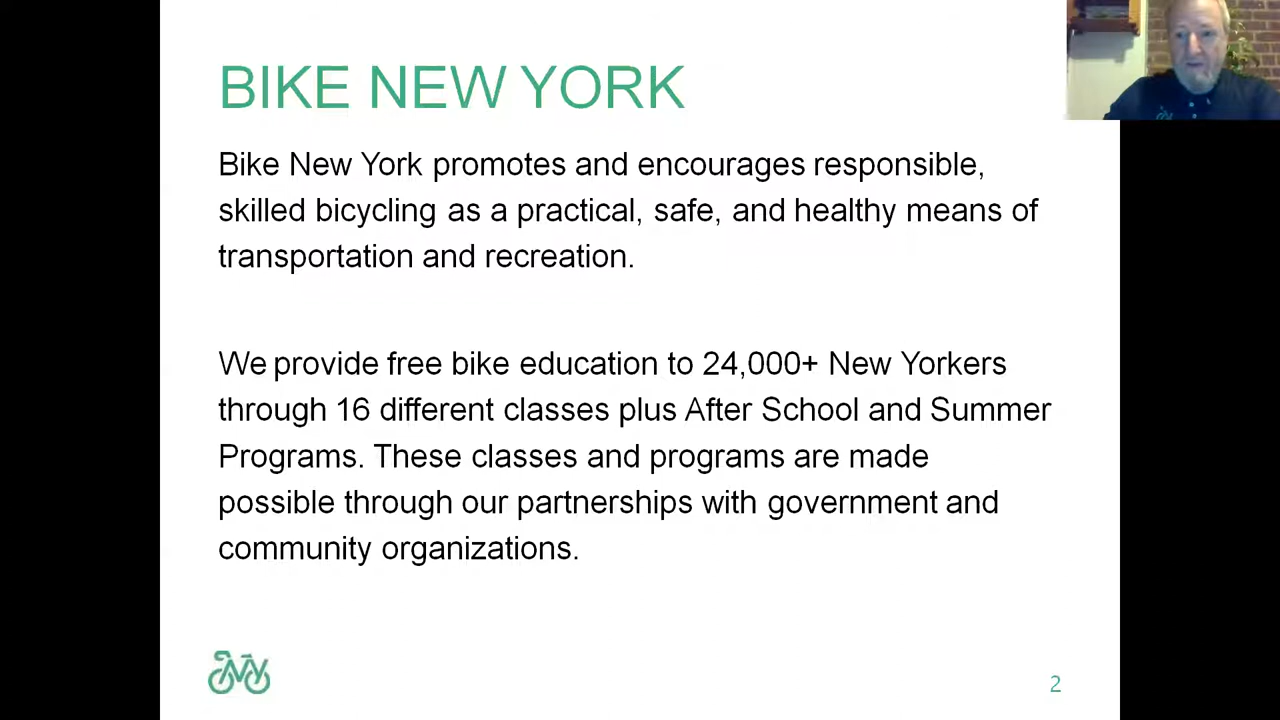 BIKE NEW YORK
Bike New York promotes and encourages responsible,
skilled bicycling as a practical, safe, and healthy means of
transportation and recreation.
We provide free bike education to 24,000+ New Yorkers
through 16 different classes plus After School and Summer
Programs. These classes and programs are made
possible through our partnerships with government and
community organizations.
2